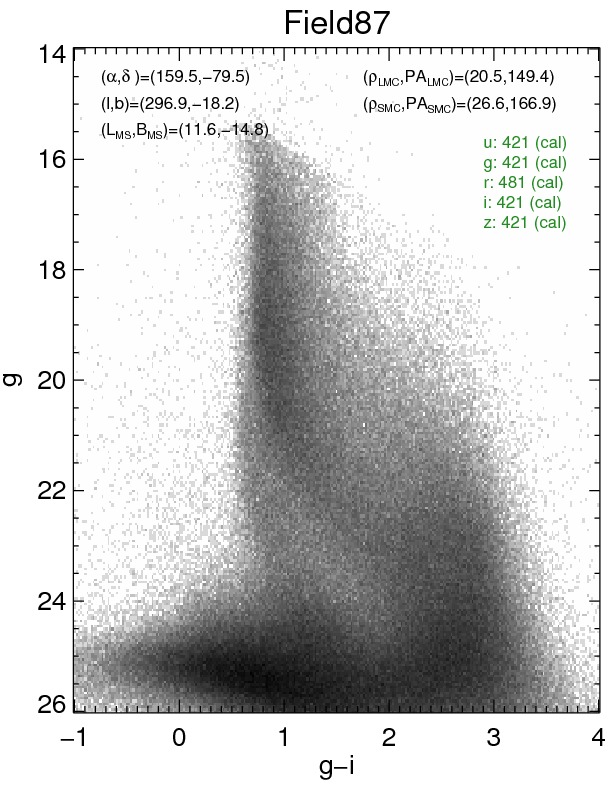 Field87
(α,δ )=(159.5,−79.5)
(ρLMC,PALMC)=(20.5,149.4)
(l,b)=(296.9,−18.2)
(ρSMC,PASMC)=(26.6,166.9)
(LMS,BMS)=(11.6,−14.8)
u: 421 (cal)
g: 421 (cal)
r: 481 (cal)
i: 421 (cal)
z: 421 (cal)
14
16
18
20
22
24
26
g
−1 0 1 2 3 4
g−i